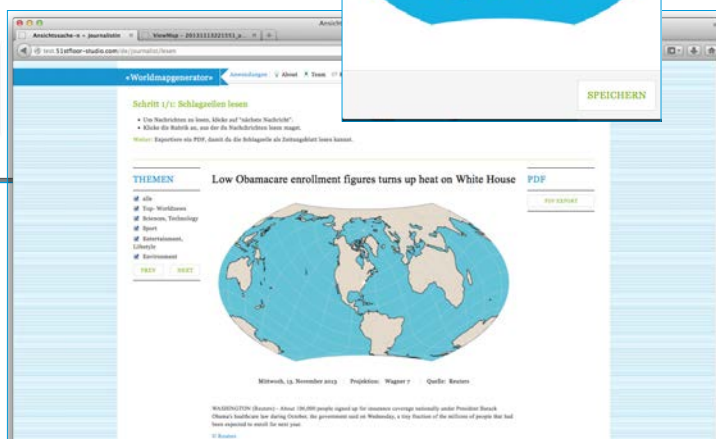 Ansichtssache-n » journalistin
ViewMap - 20131113221551_a...
Ansicht
test.51stfloor-studio.com/de/journalist/lesen
«Worldmapgenerator» Anwendungen About Team
SPEICHERN
Schritt 1/1: Schlagzeilen lesen
• Um Nachrichten zu lesen, klicke auf "nächste Nachricht".
• Klicke die Rubrik an, aus der du Nachrichten lesen magst.
Weiter: Exportiere ein PDF, damit du die Schlagzeile als Zeitungsblatt lesen kannst.
THEMEN
alle
Top- Worldnews
Sciences, Technology
Sport
Entertainment,
Lifestyle
Environment
PREV NEXT
Low Obamacare enrollment figures turns up heat on White House
PDF
PDF EXPORT
Mittwoch, 13. November 2013 Projektion: Wagner 7 Quelle: Reuters
WASHINGTON (Reuters) - About 106,000 people signed up for insurance coverage nationally under President Barack
Obama's healthcare law during October, the government said on Wednesday, a tiny fraction of the millions of people that had
been expected to enroll for next year.
© Reuters